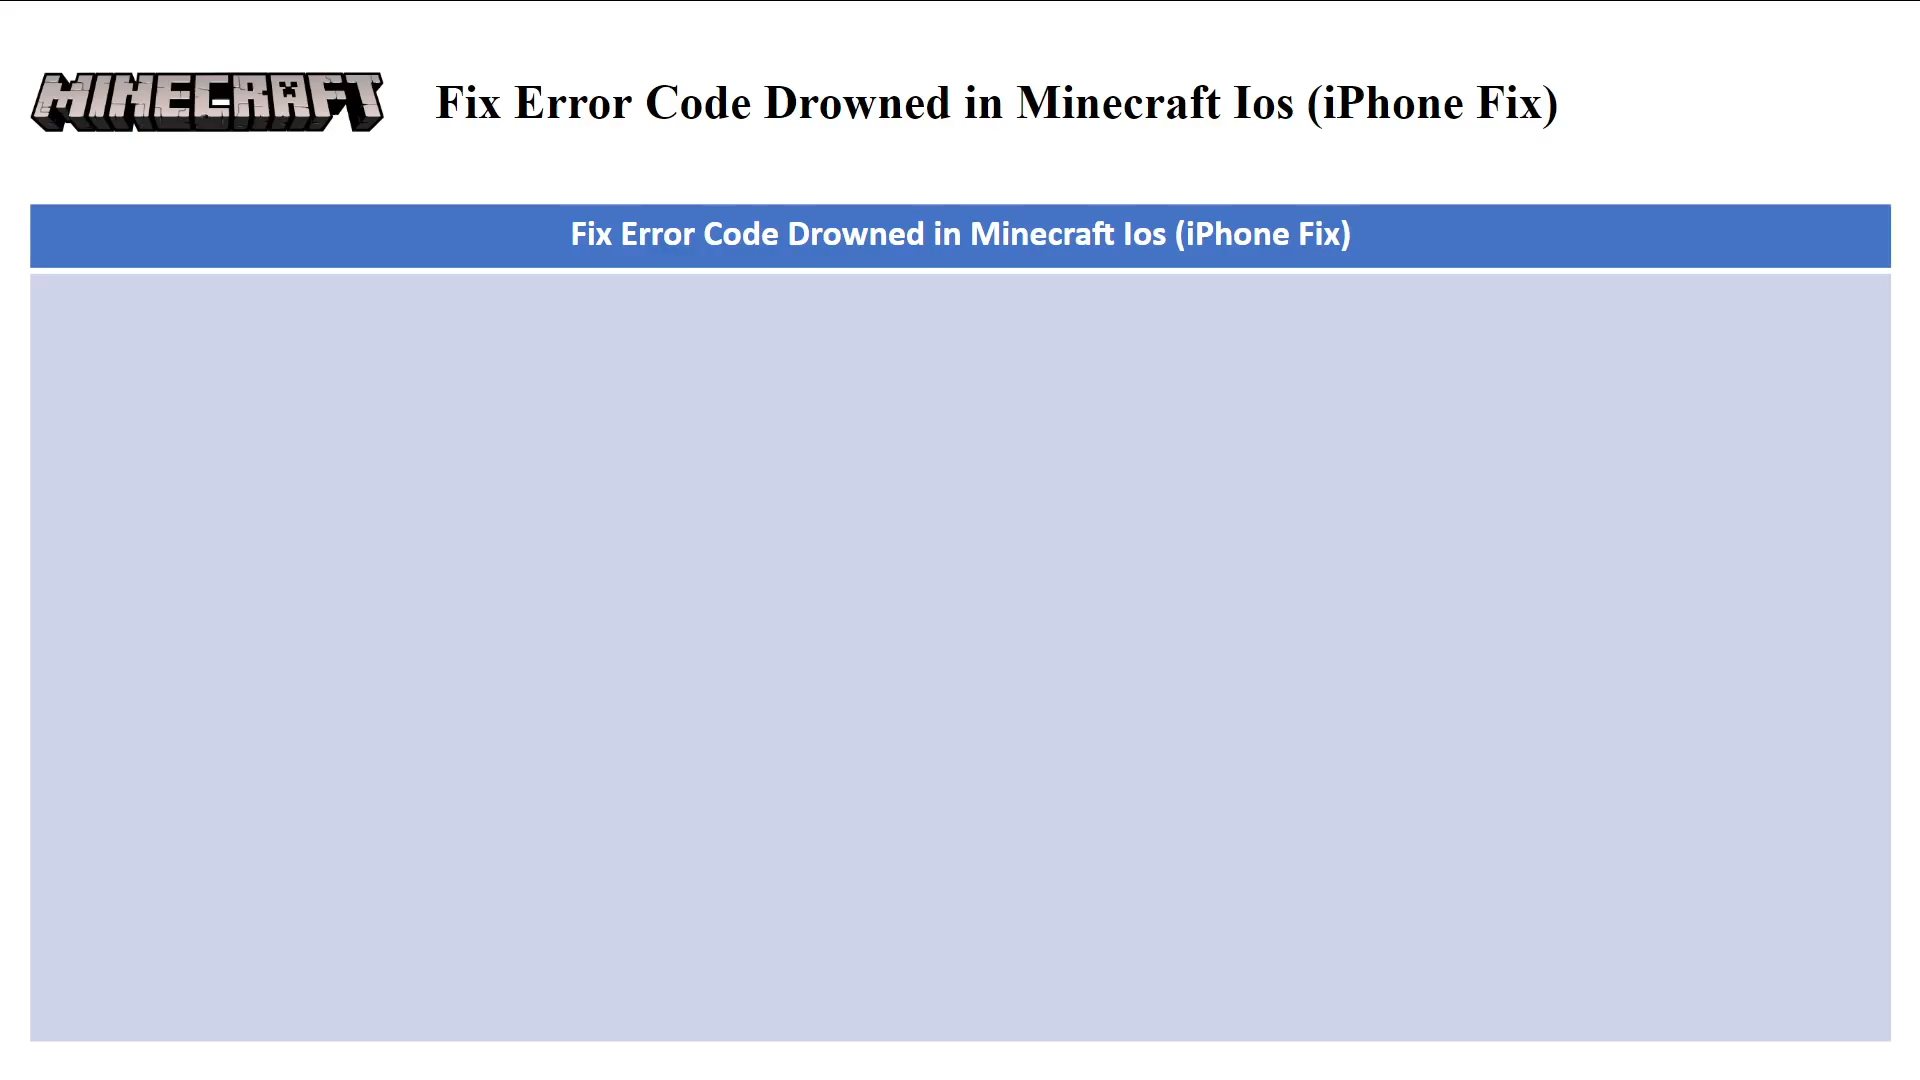 MINECRAFT
Fix Error Code Drowned in Minecraft Ios (iPhone Fix)
Fix Error Code Drowned in Minecraft Ios (iPhone Fix)